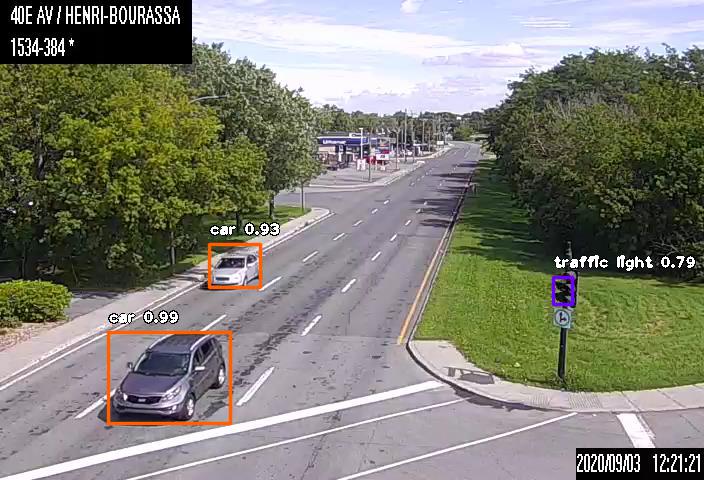 40E AV / HENRI-BOURASSA
1534-384 *
car 0.93
traffic light 0.79
car 0.99
2020/09/03 12:21:21